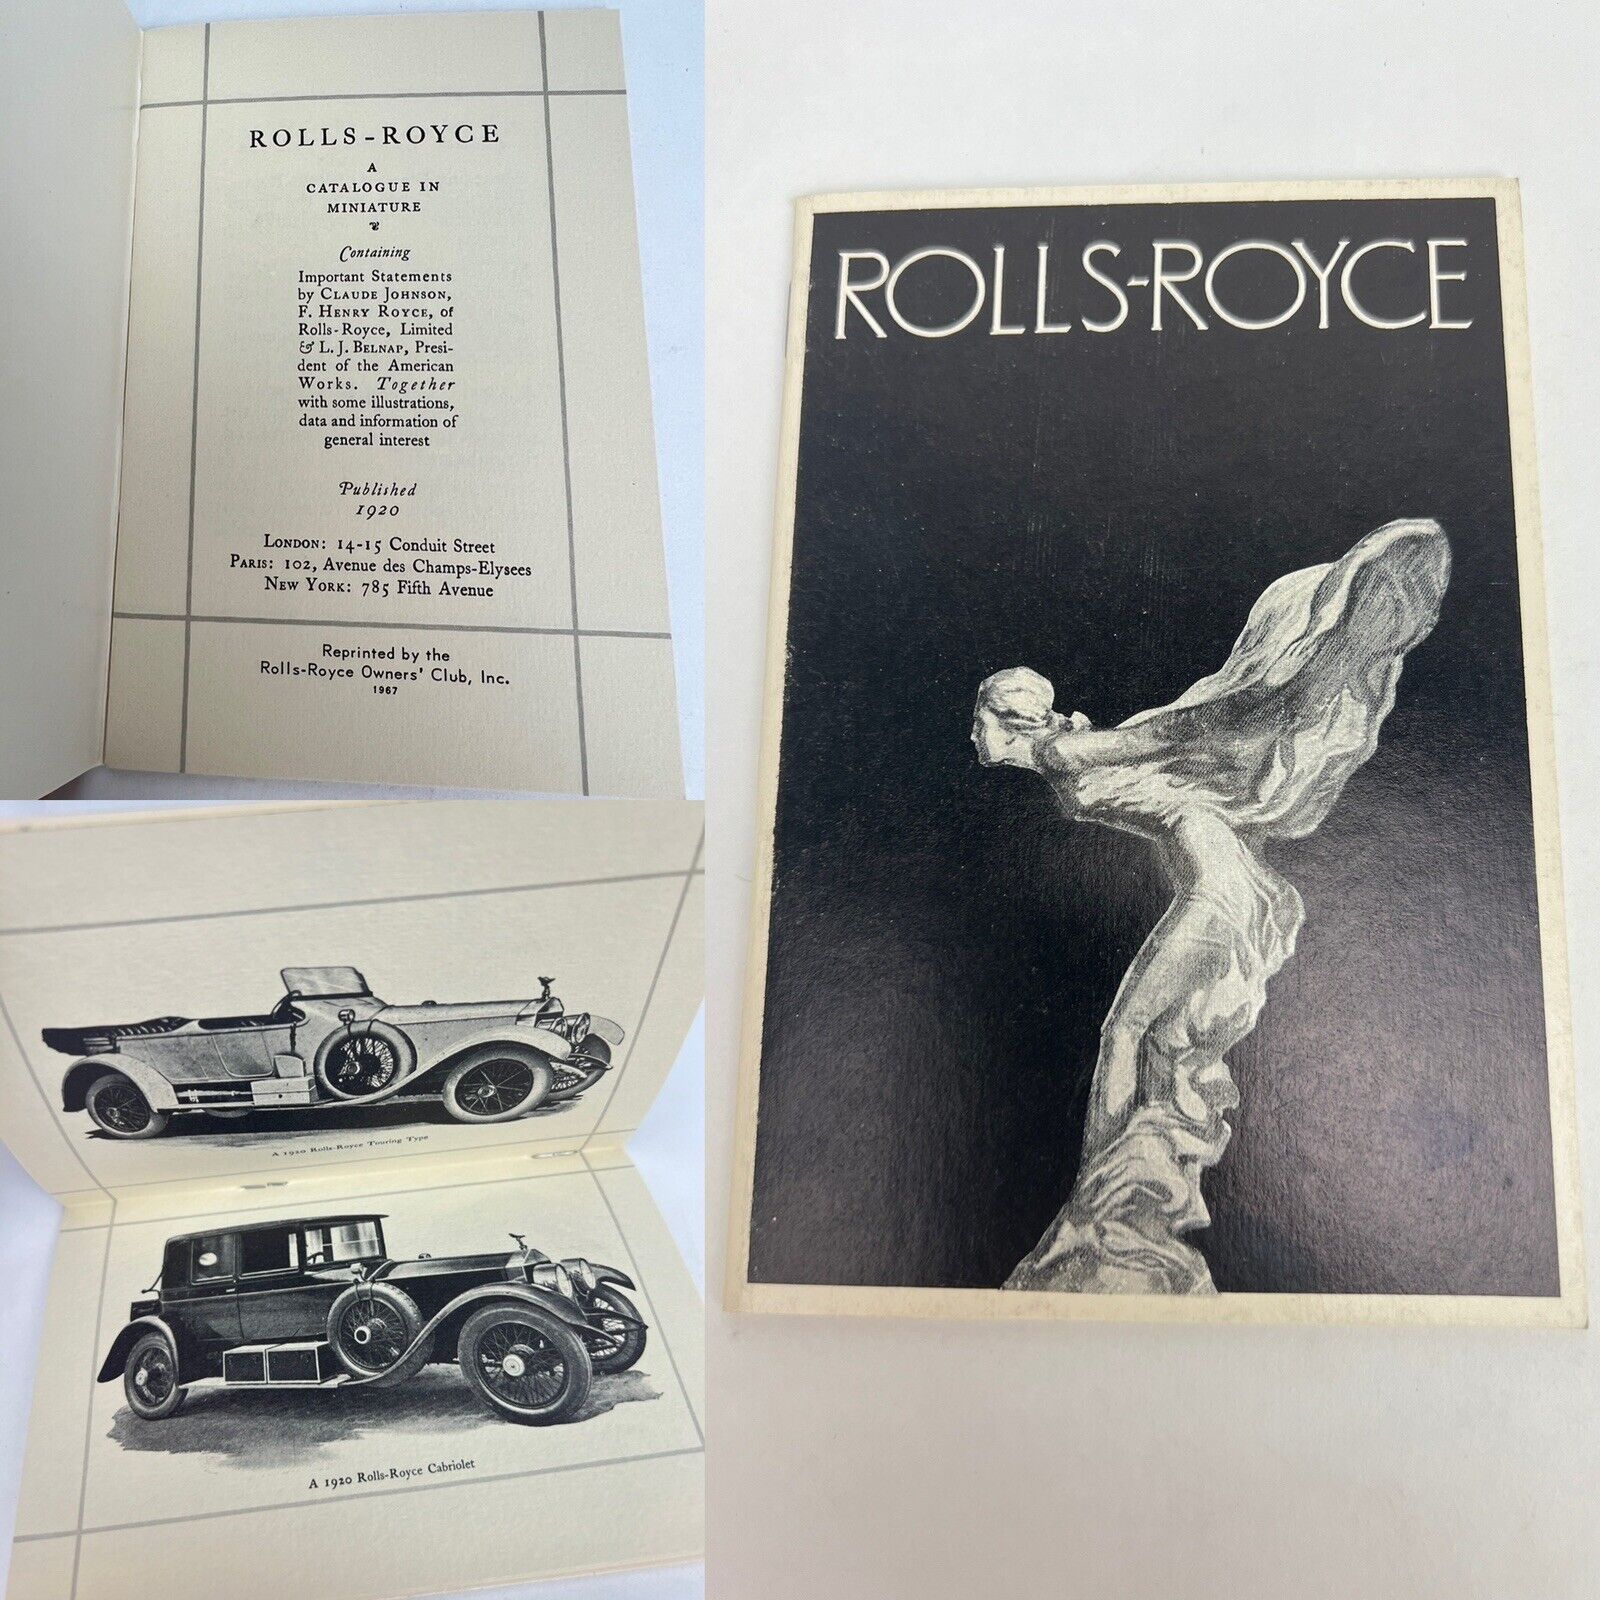 ROLLS-ROYCE
A
CATALOGUE IN
MINIATURE
Containing
Important Statements
by CLAUDE JOHNSON,
F. HENRY ROYCE, of
Rolls-Royce, Limited
& L. J. BELNAP, Presi-
dent of the American
Works. Together
with some illustrations,
data and information of
general interest
Published
1920
LONDON: 14-15 Conduit Street
PARIS: 102, Avenue des Champs-Elysees
NEW YORK: 785 Fifth Avenue
Reprinted by the
Rolls-Royce Owners' Club, Inc.
1967
A 1920 Rolls-Royce Touring Type
A 1920 Rolls-Royce Cabriolet
ROLLS-ROYCE